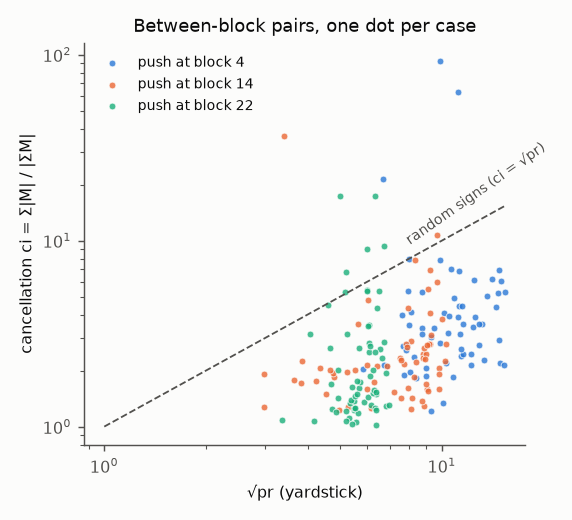 Between-block pairs, one dot per case
push at block 4
push at block 14
push at block 22
random signs (ci = √pr)
cancellation ci = Σ|M| / |ΣM|
10²
10¹
10⁰
10⁰
10¹
√pr (yardstick)